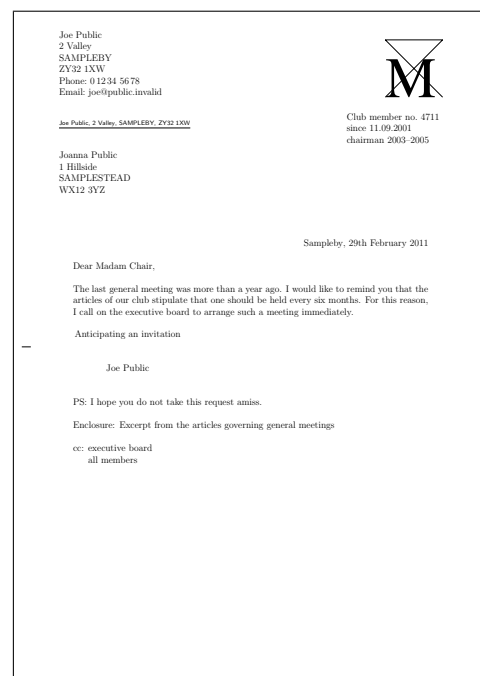 Joe Public
2 Valley
SAMPLEBY
ZY32 1XW
Phone: 0 12 34 56 78
Email: joe@public.invalid
M
Club member no. 4711
since 11.09.2001
chairman 2003–2005
Joe Public, 2 Valley, SAMPLEBY, ZY32 1XW
Joanna Public
1 Hillside
SAMPLESTEAD
WX12 3YZ
Sampleby, 29th February 2011
Dear Madam Chair,
The last general meeting was more than a year ago. I would like to remind you that the
articles of our club stipulate that one should be held every six months. For this reason,
I call on the executive board to arrange such a meeting immediately.
Anticipating an invitation
Joe Public
PS: I hope you do not take this request amiss.
Enclosure: Excerpt from the articles governing general meetings
cc: executive board
all members